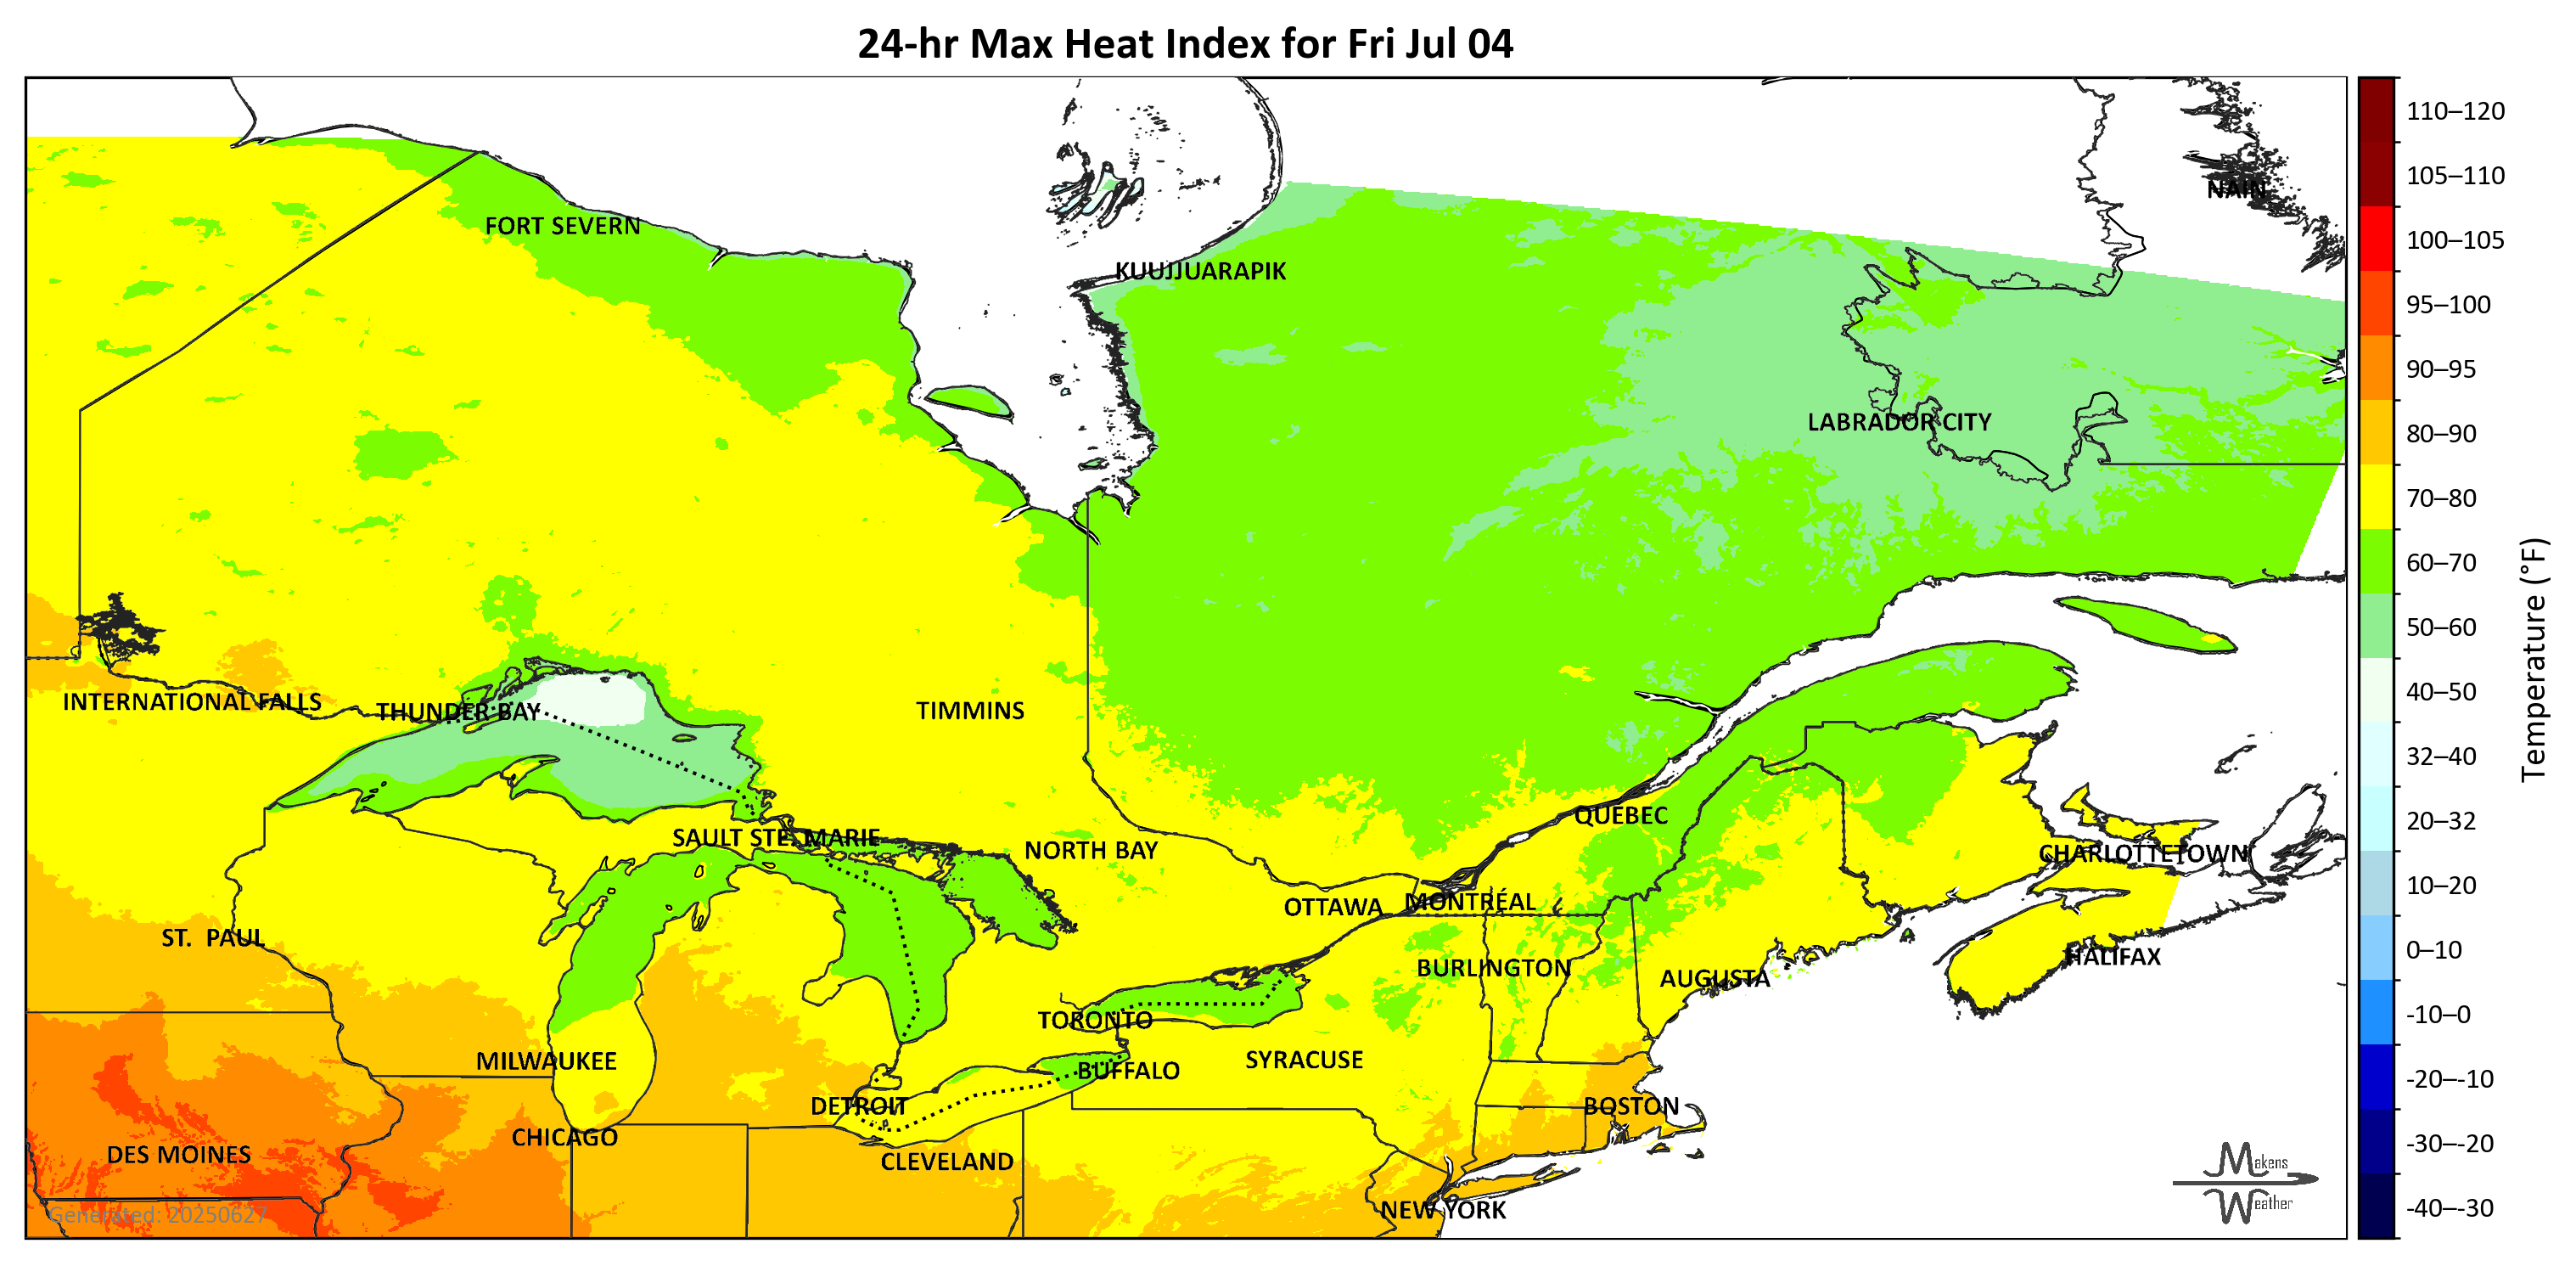 24-hr Max Heat Index for Fri Jul 04
NAIN
FORT SEVERN
KUUJJUARAPIK
LABRADOR CITY
INTERNATIONAL FALLS
THUNDER BAY
TIMMINS
QUEBEC
SAULT STE. MARIE
NORTH BAY
CHARLOTTETOWN
OTTAWA
MONTRÉAL
ST. PAUL
HALIFAX
BURLINGTON
AUGUSTA
TORONTO
MILWAUKEE
SYRACUSE
BUFFALO
DETROIT
BOSTON
CHICAGO
DES MOINES
CLEVELAND
NEW YORK
Generated: 20250627
Makens
Weather
110–120
105–110
100–105
95–100
90–95
80–90
70–80
60–70
50–60
40–50
32–40
20–32
10–20
0–10
-10–0
-20–-10
-30–-20
-40–-30
Temperature (°F)